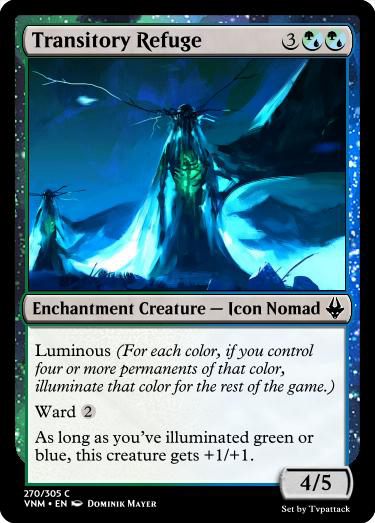 Transitory Refuge 3
Enchantment Creature — Icon Nomad
Luminous (For each color, if you control
four or more permanents of that color,
illuminate that color for the rest of the game.)
Ward 2
As long as you've illuminated green or
blue, this creature gets +1/+1.
4/5
270/305 C
VNM • EN Dominik Mayer
Set by Tvpattack